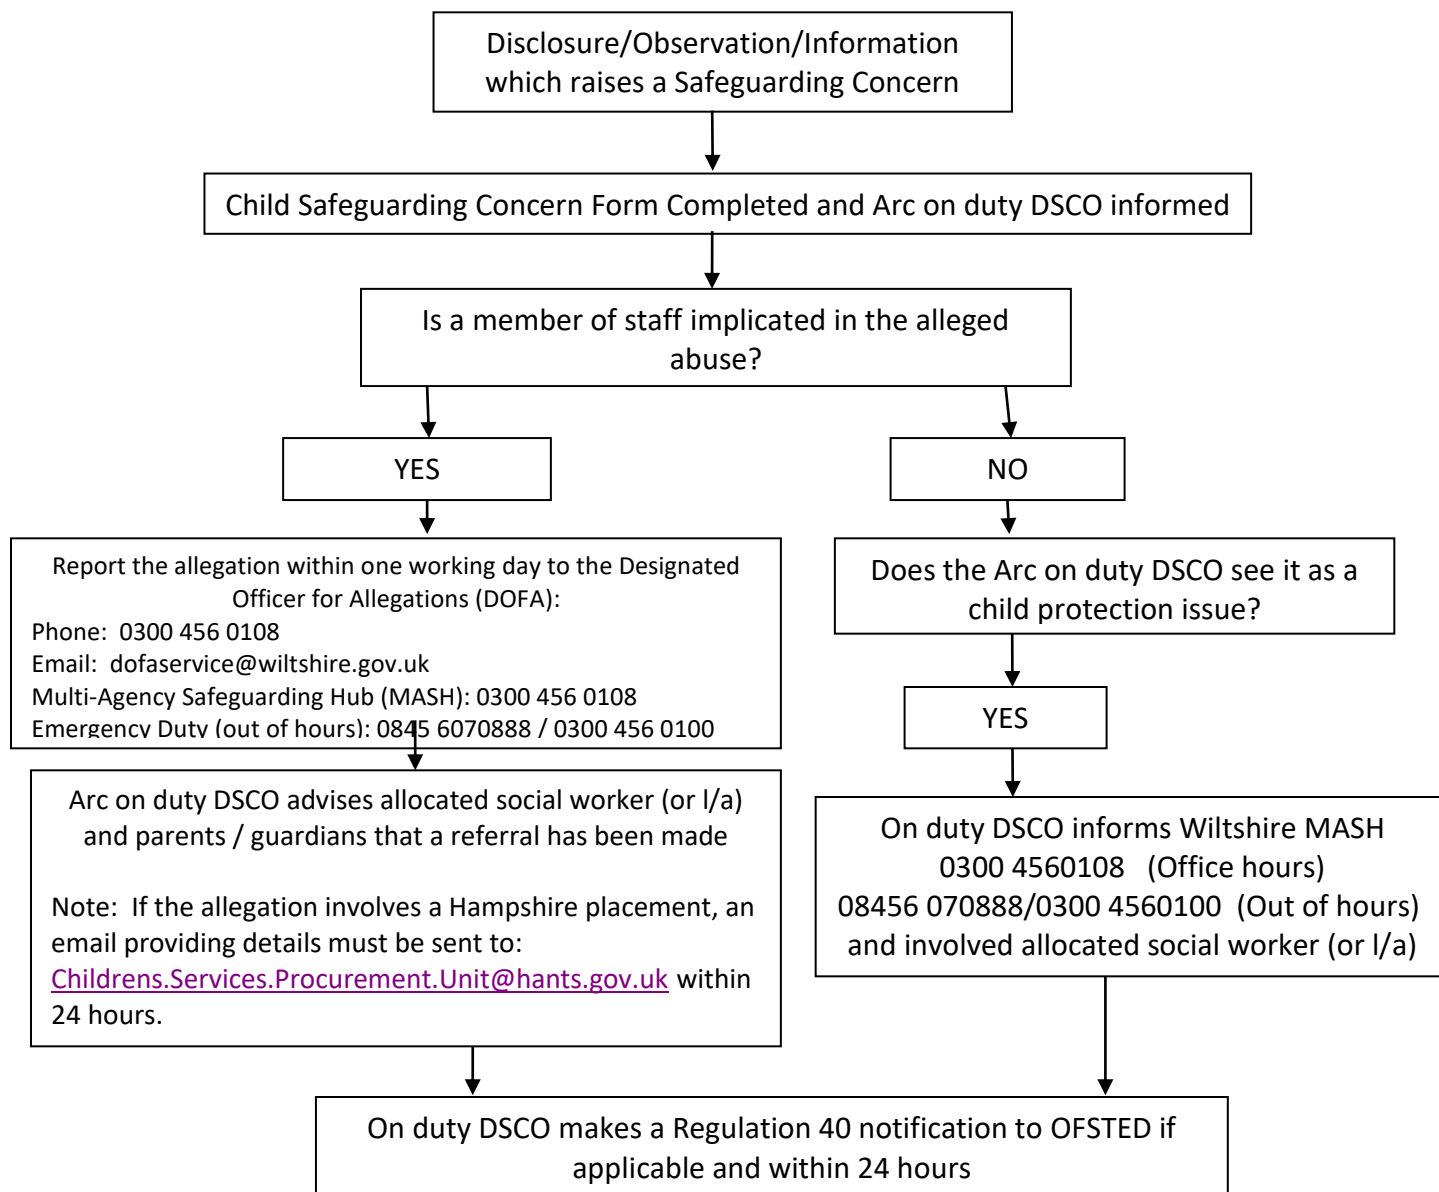 Disclosure/Observation/Information
which raises a Safeguarding Concern
Child Safeguarding Concern Form Completed and Arc on duty DSCO informed
Is a member of staff implicated in the alleged
abuse?
YES
NO
Report the allegation within one working day to the Designated
Officer for Allegations (DOFA):
Phone: 0300 456 0108
Email: dofaservice@wiltshire.gov.uk
Multi-Agency Safeguarding Hub (MASH): 0300 456 0108
Emergency Duty (out of hours): 0845 6070888 / 0300 456 0100
Does the Arc on duty DSCO see it as a
child protection issue?
YES
Arc on duty DSCO advises allocated social worker (or l/a)
and parents / guardians that a referral has been made
Note: If the allegation involves a Hampshire placement, an
email providing details must be sent to:
Childrens.Services.Procurement.Unit@hants.gov.uk within
24 hours.
On duty DSCO informs Wiltshire MASH
0300 4560108 (Office hours)
08456 070888/0300 4560100 (Out of hours)
and involved allocated social worker (or l/a)
On duty DSCO makes a Regulation 40 notification to OFSTED if
applicable and within 24 hours